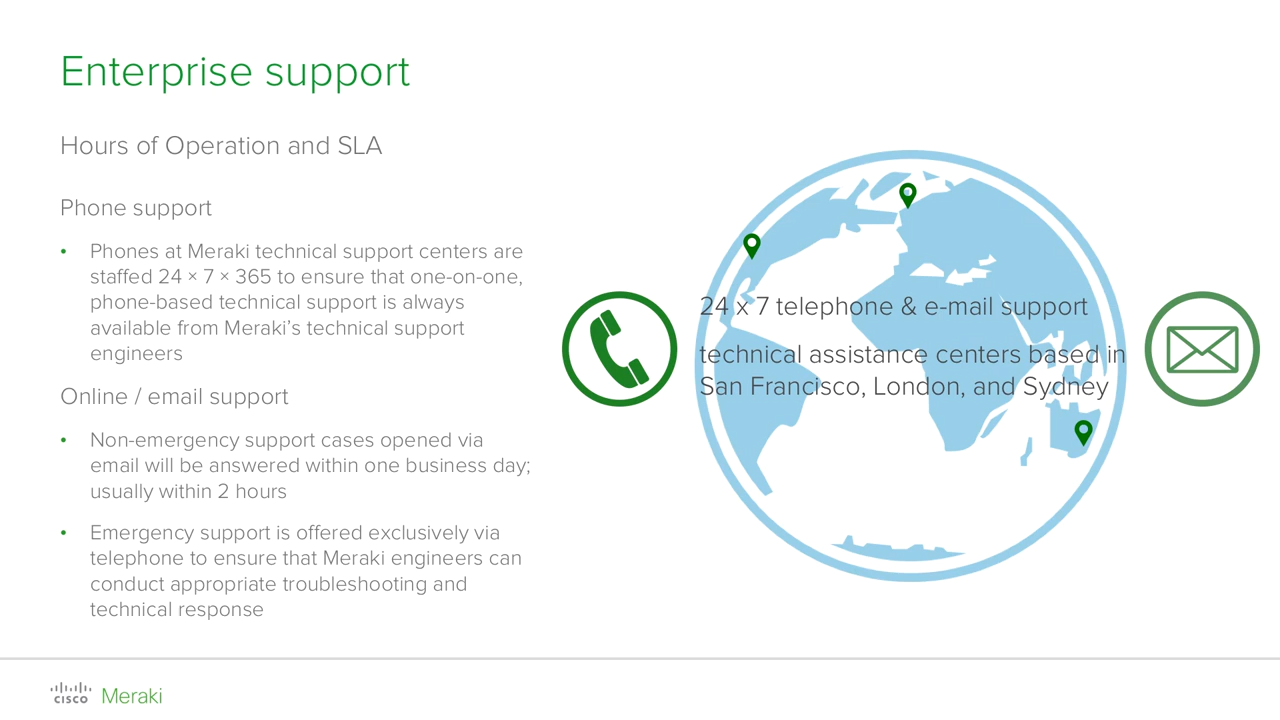 Enterprise support
Hours of Operation and SLA
Phone support
• Phones at Meraki technical support centers are
staffed 24 × 7 × 365 to ensure that one-on-one,
phone-based technical support is always
available from Meraki’s technical support
engineers
Online / email support
• Non-emergency support cases opened via
email will be answered within one business day;
usually within 2 hours
• Emergency support is offered exclusively via
telephone to ensure that Meraki engineers can
conduct appropriate troubleshooting and
technical response
24 x 7 telephone & e-mail support
technical assistance centers based in
San Francisco, London, and Sydney
cisco Meraki